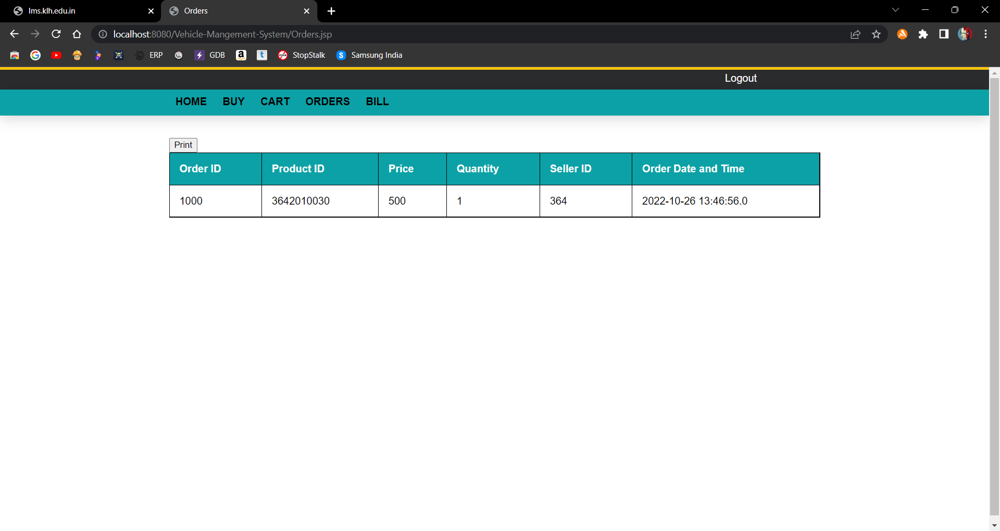 lms.klh.edu.in Orders
localhost:8080/Vehicle-Mangement-System/Orders.jsp
ERP GDB a t StopStalk S Samsung India
Logout
HOME BUY CART ORDERS BILL
Print
Order ID Product ID Price Quantity Seller ID Order Date and Time
1000 3642010030 500 1 364 2022-10-26 13:46:56.0